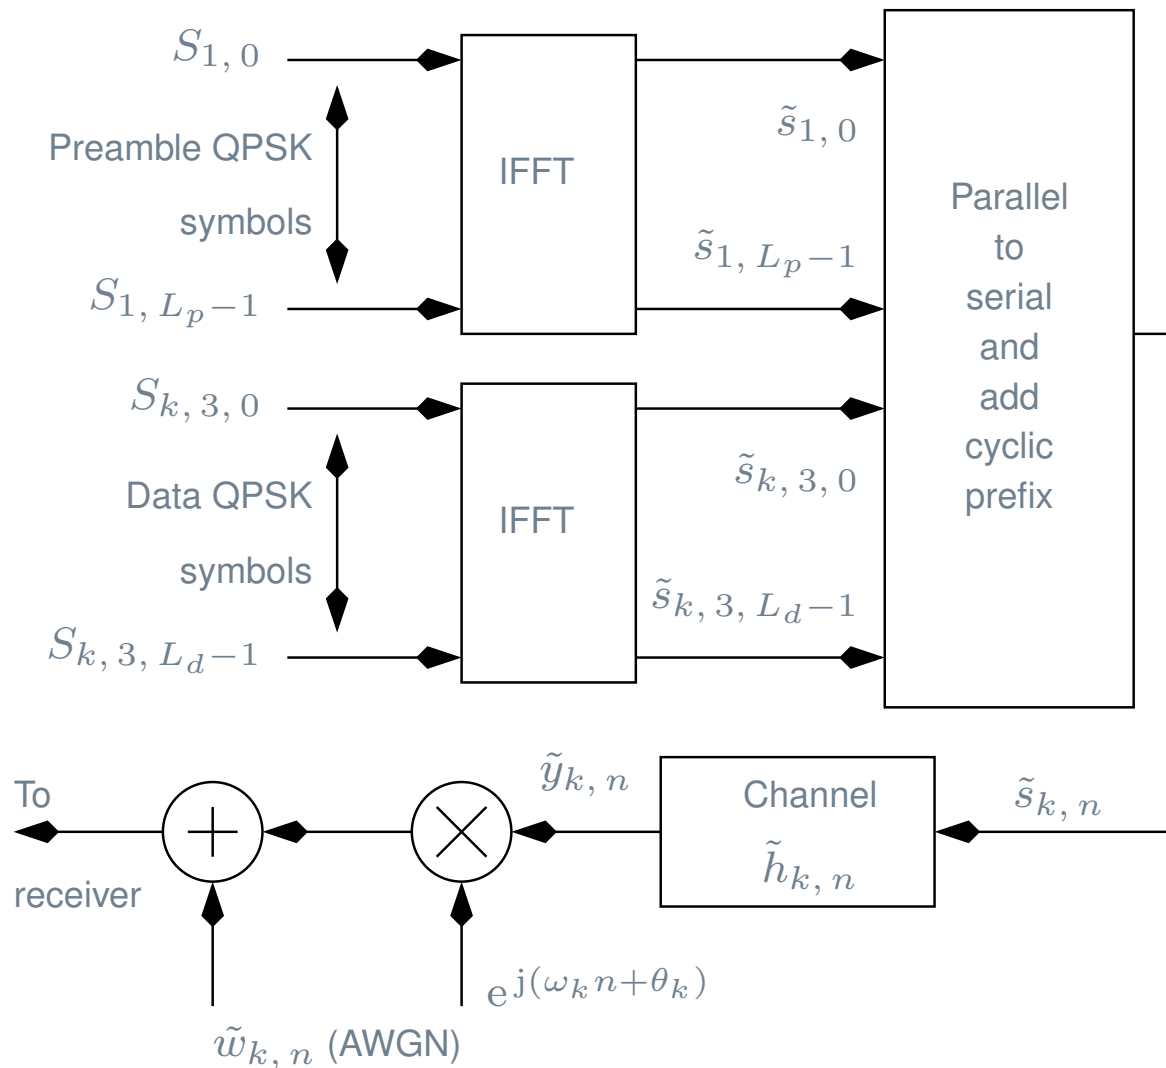 S_{1, 0}
Preamble QPSK
symbols
S_{1, L_p−1}
IFFT
s̃_{1, 0}
s̃_{1, L_p−1}
Parallel
to
serial
and
add
cyclic
prefix
S_{k, 3, 0}
Data QPSK
symbols
S_{k, 3, L_d−1}
IFFT
s̃_{k, 3, 0}
s̃_{k, 3, L_d−1}
s̃_{k, n}
Channel
h̃_{k, n}
ỹ_{k, n}
e^{j(ω_k n+θ_k)}
w̃_{k, n} (AWGN)
To
receiver